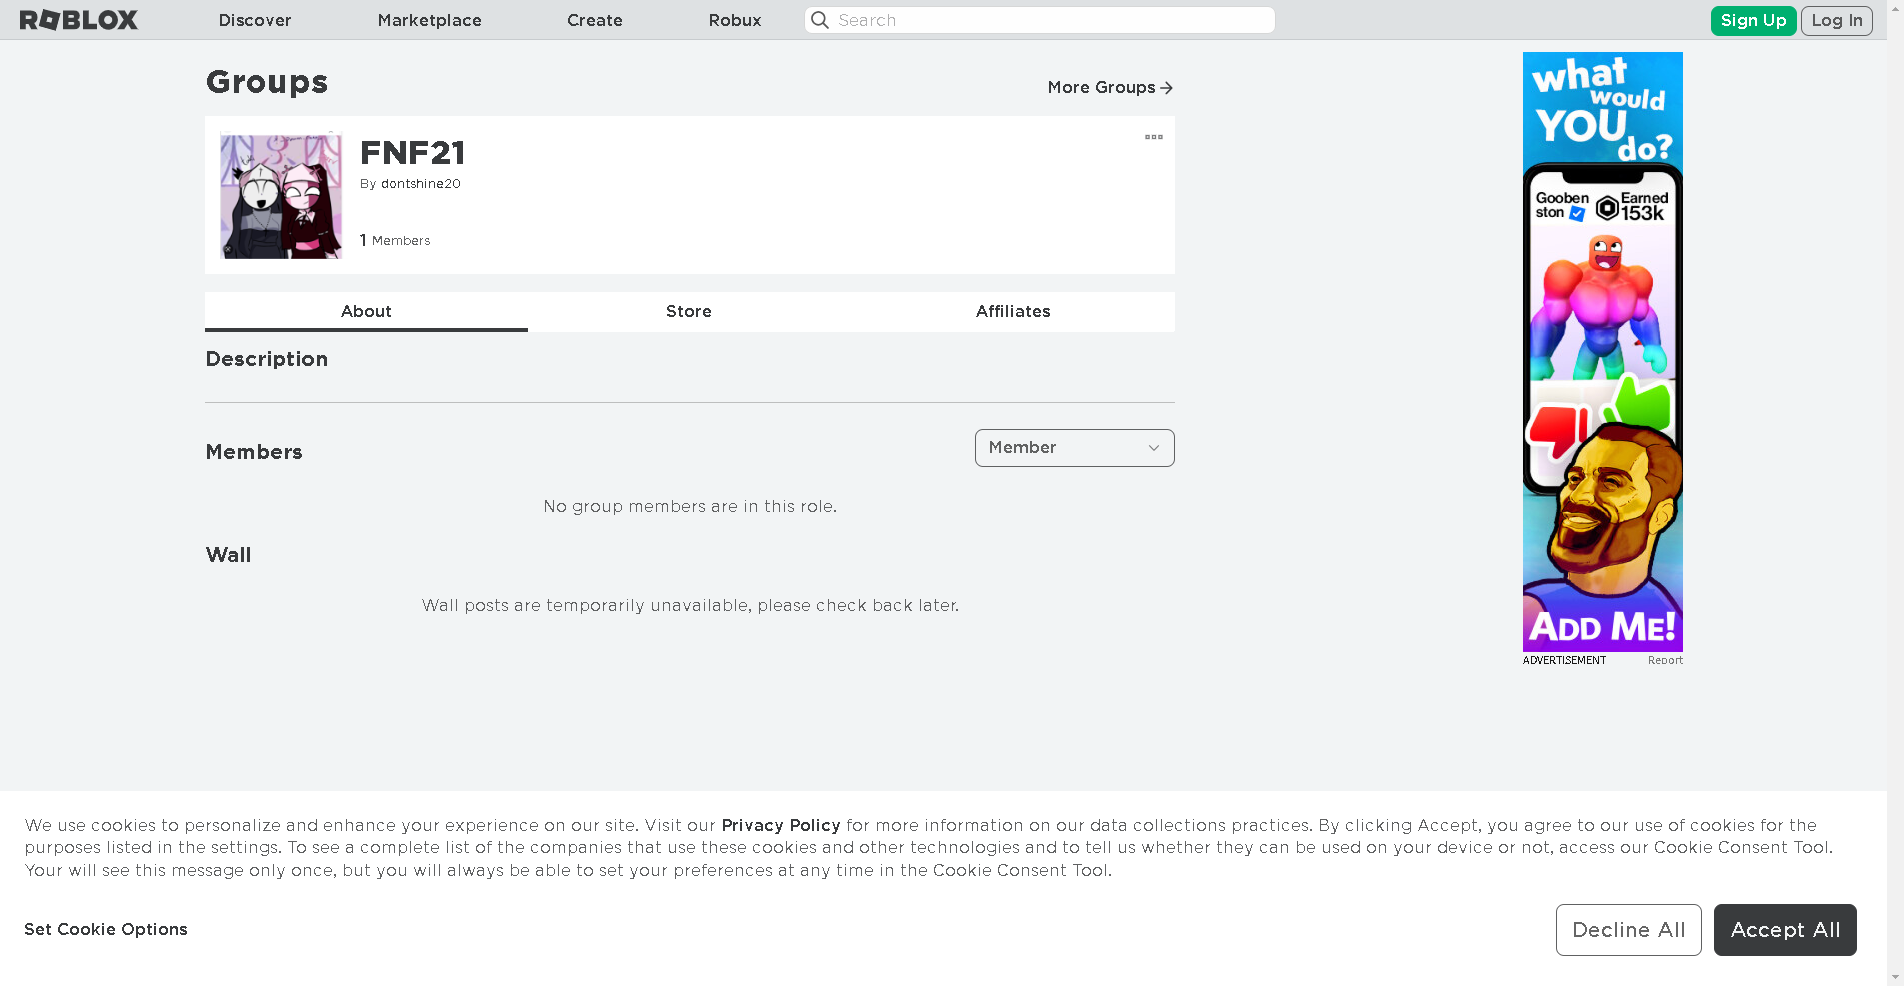 ROBLOX
Discover
Marketplace
Create
Robux
Search
Sign Up
Log In
Groups
More Groups
FNF21
By dontshine20
1 Members
About
Store
Affiliates
Description
Members
Member
No group members are in this role.
Wall
Wall posts are temporarily unavailable, please check back later.
what
would
YOU
do?
Gooben
ston
Earned
153k
ADD ME!
ADVERTISEMENT
Report
We use cookies to personalize and enhance your experience on our site. Visit our Privacy Policy for more information on our data collections practices. By clicking Accept, you agree to our use of cookies for the
purposes listed in the settings. To see a complete list of the companies that use these cookies and other technologies and to tell us whether they can be used on your device or not, access our Cookie Consent Tool.
Your will see this message only once, but you will always be able to set your preferences at any time in the Cookie Consent Tool.
Set Cookie Options
Decline All
Accept All